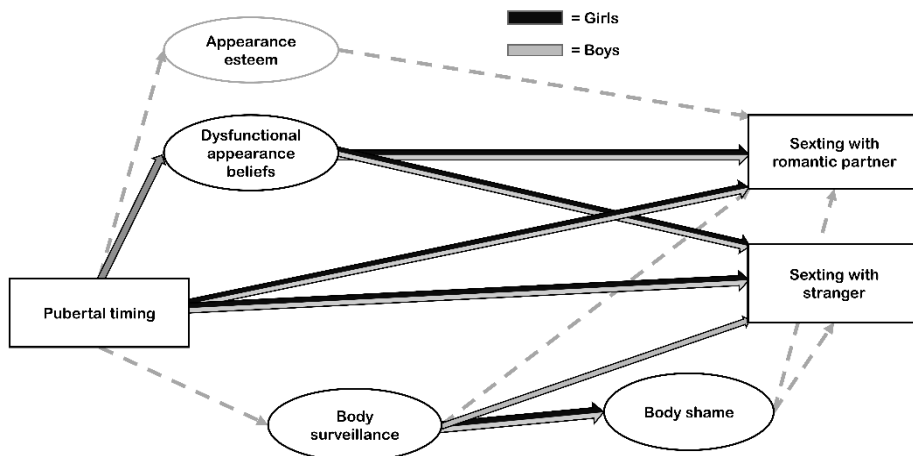 = Girls
= Boys
Appearance
esteem
Dysfunctional
appearance
beliefs
Sexting with
romantic partner
Sexting with
stranger
Pubertal timing
Body
surveillance
Body shame